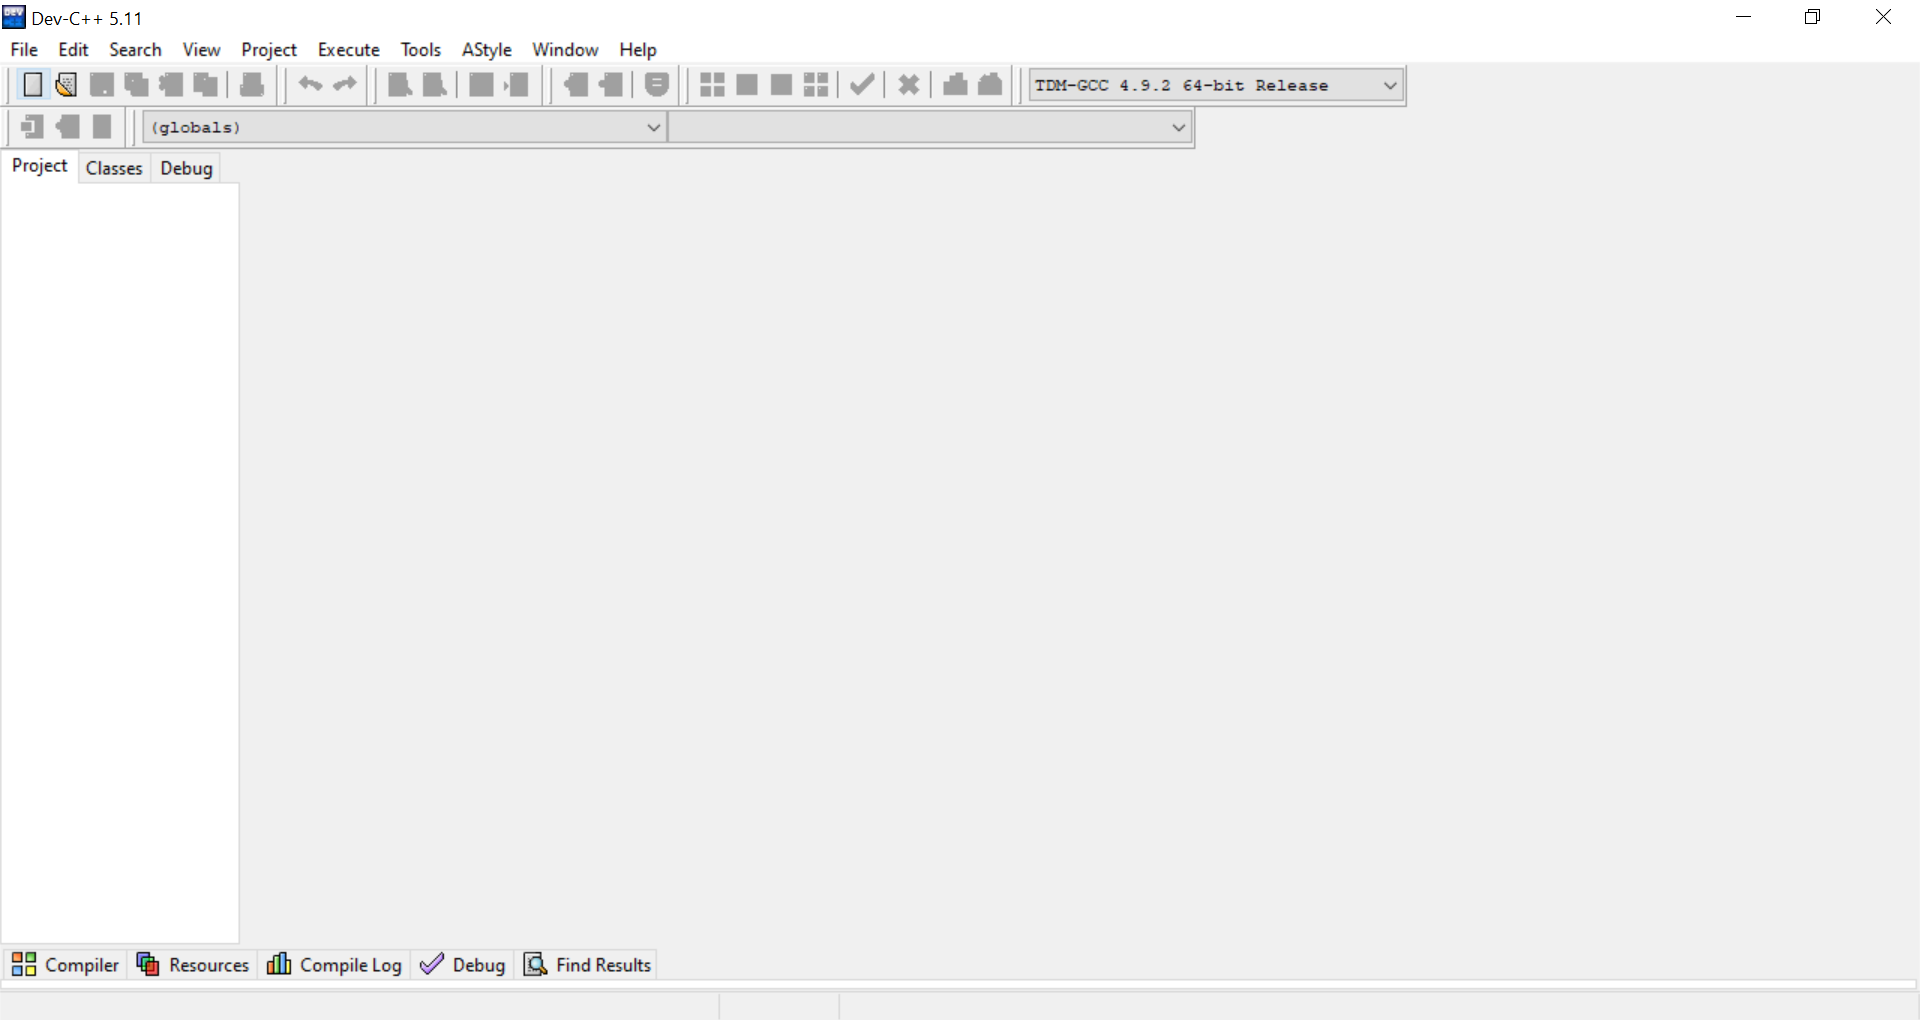 Dev-C++ 5.11
File Edit Search View Project Execute Tools AStyle Window Help
TDM-GCC 4.9.2 64-bit Release
(globals)
Project Classes Debug
Compiler Resources Compile Log Debug Find Results